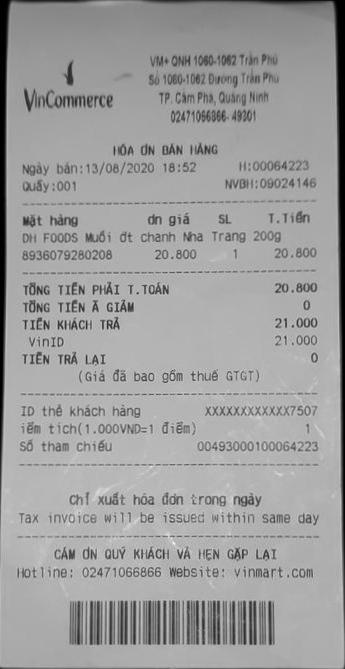 VinCommerce
VM+ QNH 1060-1062 Trần Phú
Số 1060-1062 Đường Trần Phú
TP. Cẩm Phả, Quảng Ninh
02471066866- 49301
HÓA ĐN BÁN HÀNG
Ngày bán:13/08/2020 18:52 H:00064223
Quầy:001 NVBH:09024146
Mặt hàng đn giá SL T.Tiền
DH FOODS Muối ớt chanh Nha Trang 200g
8936079280208 20.800 1 20.800
TỔNG TIỀN PHẢI T.TOÁN 20.800
TỔNG TIỀN Ã GIẢM 0
TIỀN KHÁCH TRẢ 21.000
VinID 21.000
TIỀN TRẢ LẠI 0
(Giá đã bao gồm thuế GTGT)
ID thẻ khách hàng XXXXXXXXXXXX7507
iểm tích(1.000VND=1 điểm) 1
Số tham chiếu 00493000100064223
Chỉ xuất hóa đơn trong ngày
Tax invoice will be issued within same day
CẢM ƠN QUÝ KHÁCH VÀ HẸN GẶP LẠI
Hotline: 02471066866 Website: vinmart.com